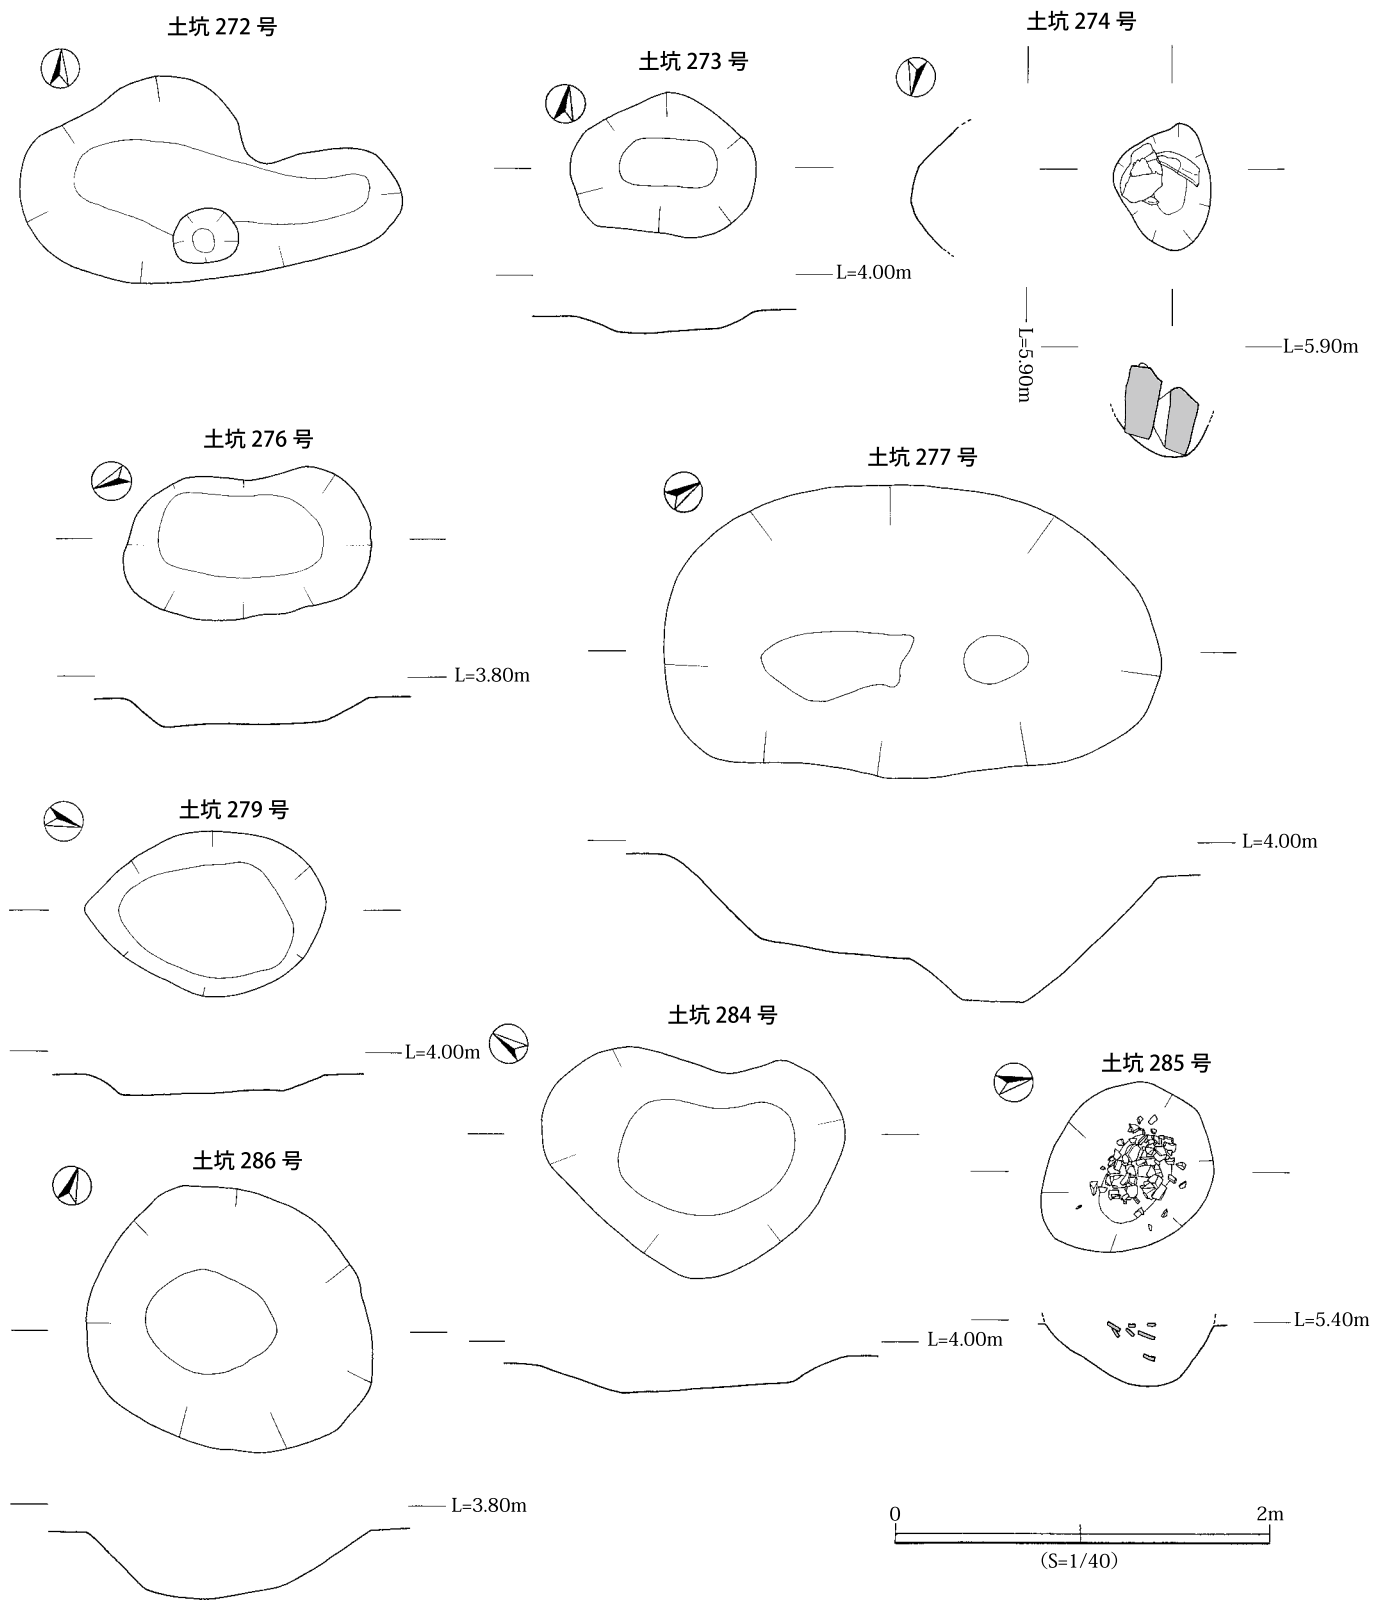 土坑 272 号
土坑 273 号
土坑 274 号
L=4.00m
L=5.90m
L=5.90m
土坑 276 号
土坑 277 号
L=3.80m
土坑 279 号
L=4.00m
L=4.00m
土坑 284 号
土坑 285 号
土坑 286 号
L=5.40m
L=4.00m
L=3.80m
0
2m
(S=1/40)